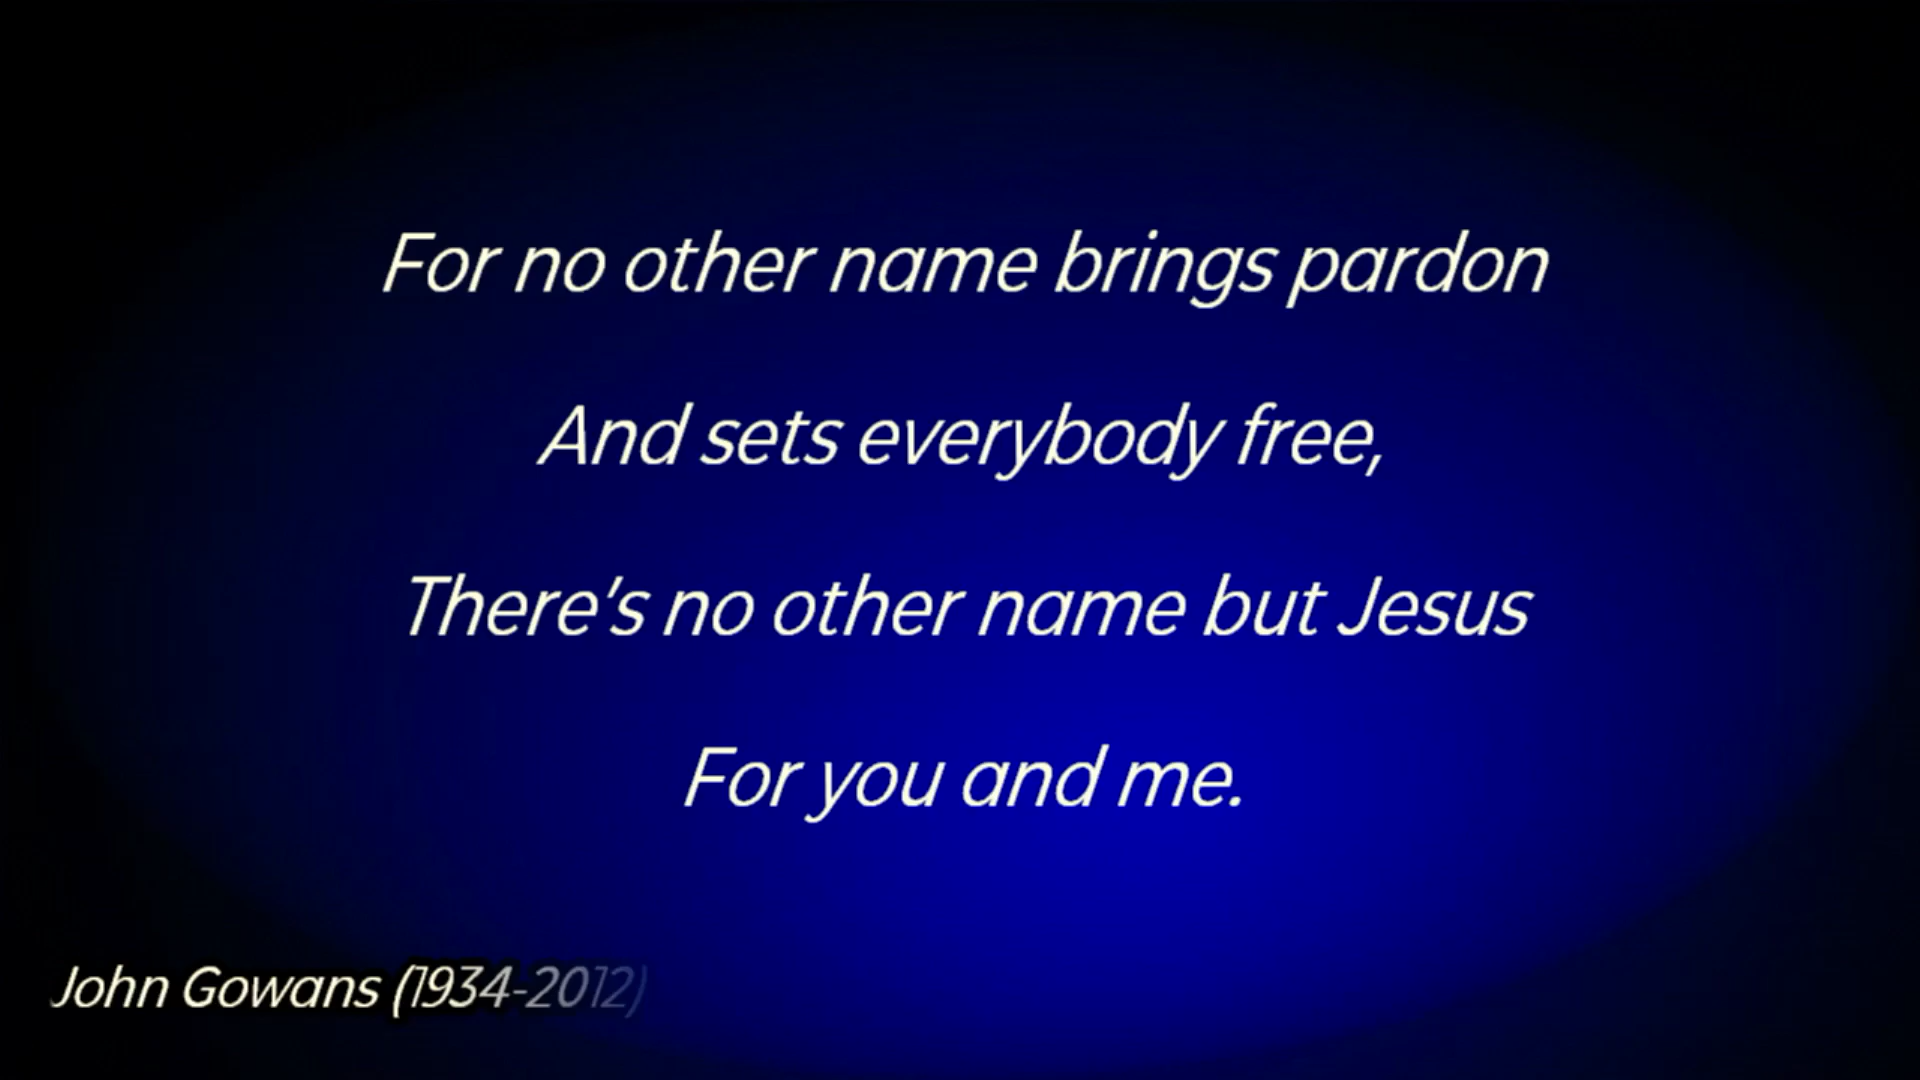 For no other name brings pardon
And sets everybody free,
There's no other name but Jesus
For you and me.
John Gowans (1934-2012)